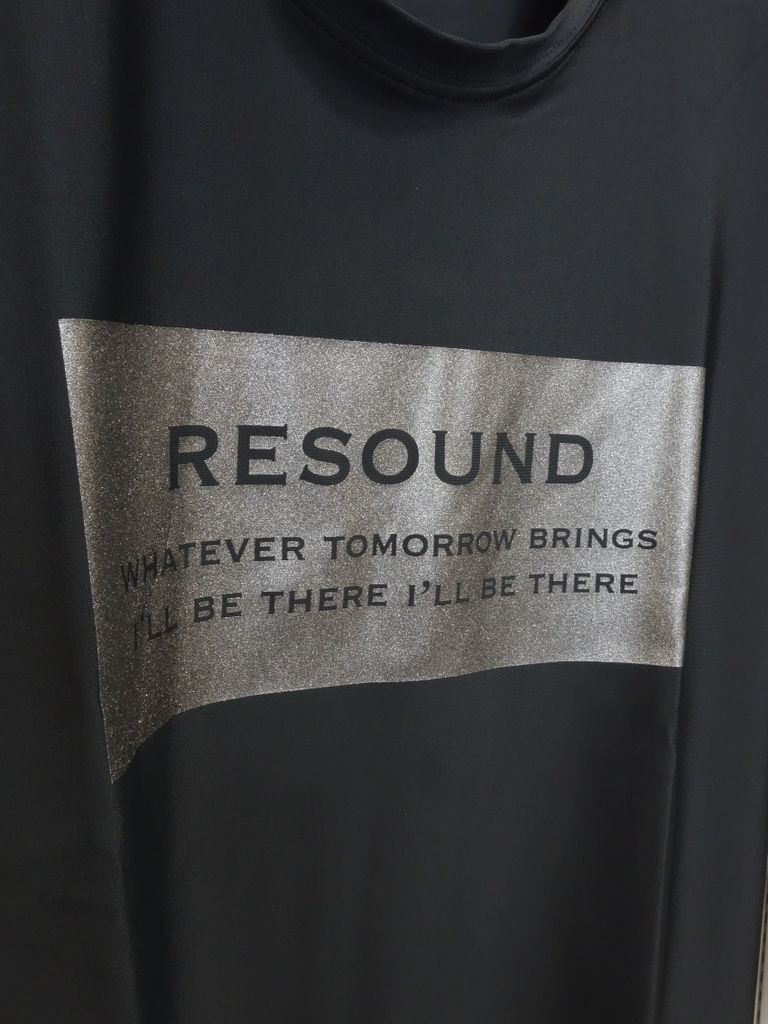 RESOUND
WHATEVER TOMORROW BRINGS
I'LL BE THERE I'LL BE THERE